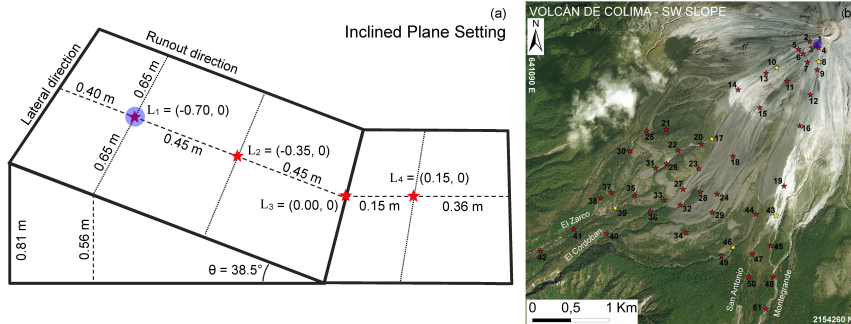 (a)
Inclined Plane Setting
Runout direction
Lateral direction
0.65 m
0.40 m
L₁ = (-0.70, 0)
0.65 m
0.45 m
L₂ = (-0.35, 0)
0.45 m
L₄ = (0.15, 0)
L₃ = (0.00, 0)
0.15 m
0.36 m
0.81 m
0.56 m
θ = 38.5°
VOLCÁN DE COLIMA - SW SLOPE
(b)
N
641090 E
1
2
3
4
5
6
7
8
9
10
11
12
13
14
15
16
17
18
19
20
21
22
23
24
25
26
27
28
29
30
31
32
33
34
35
36
37
38
39
40
41
42
43
44
45
46
47
48
49
50
51
El Zarco
El Cordoban
San Antonio
Montegrande
0 0,5 1 Km
2154260 N